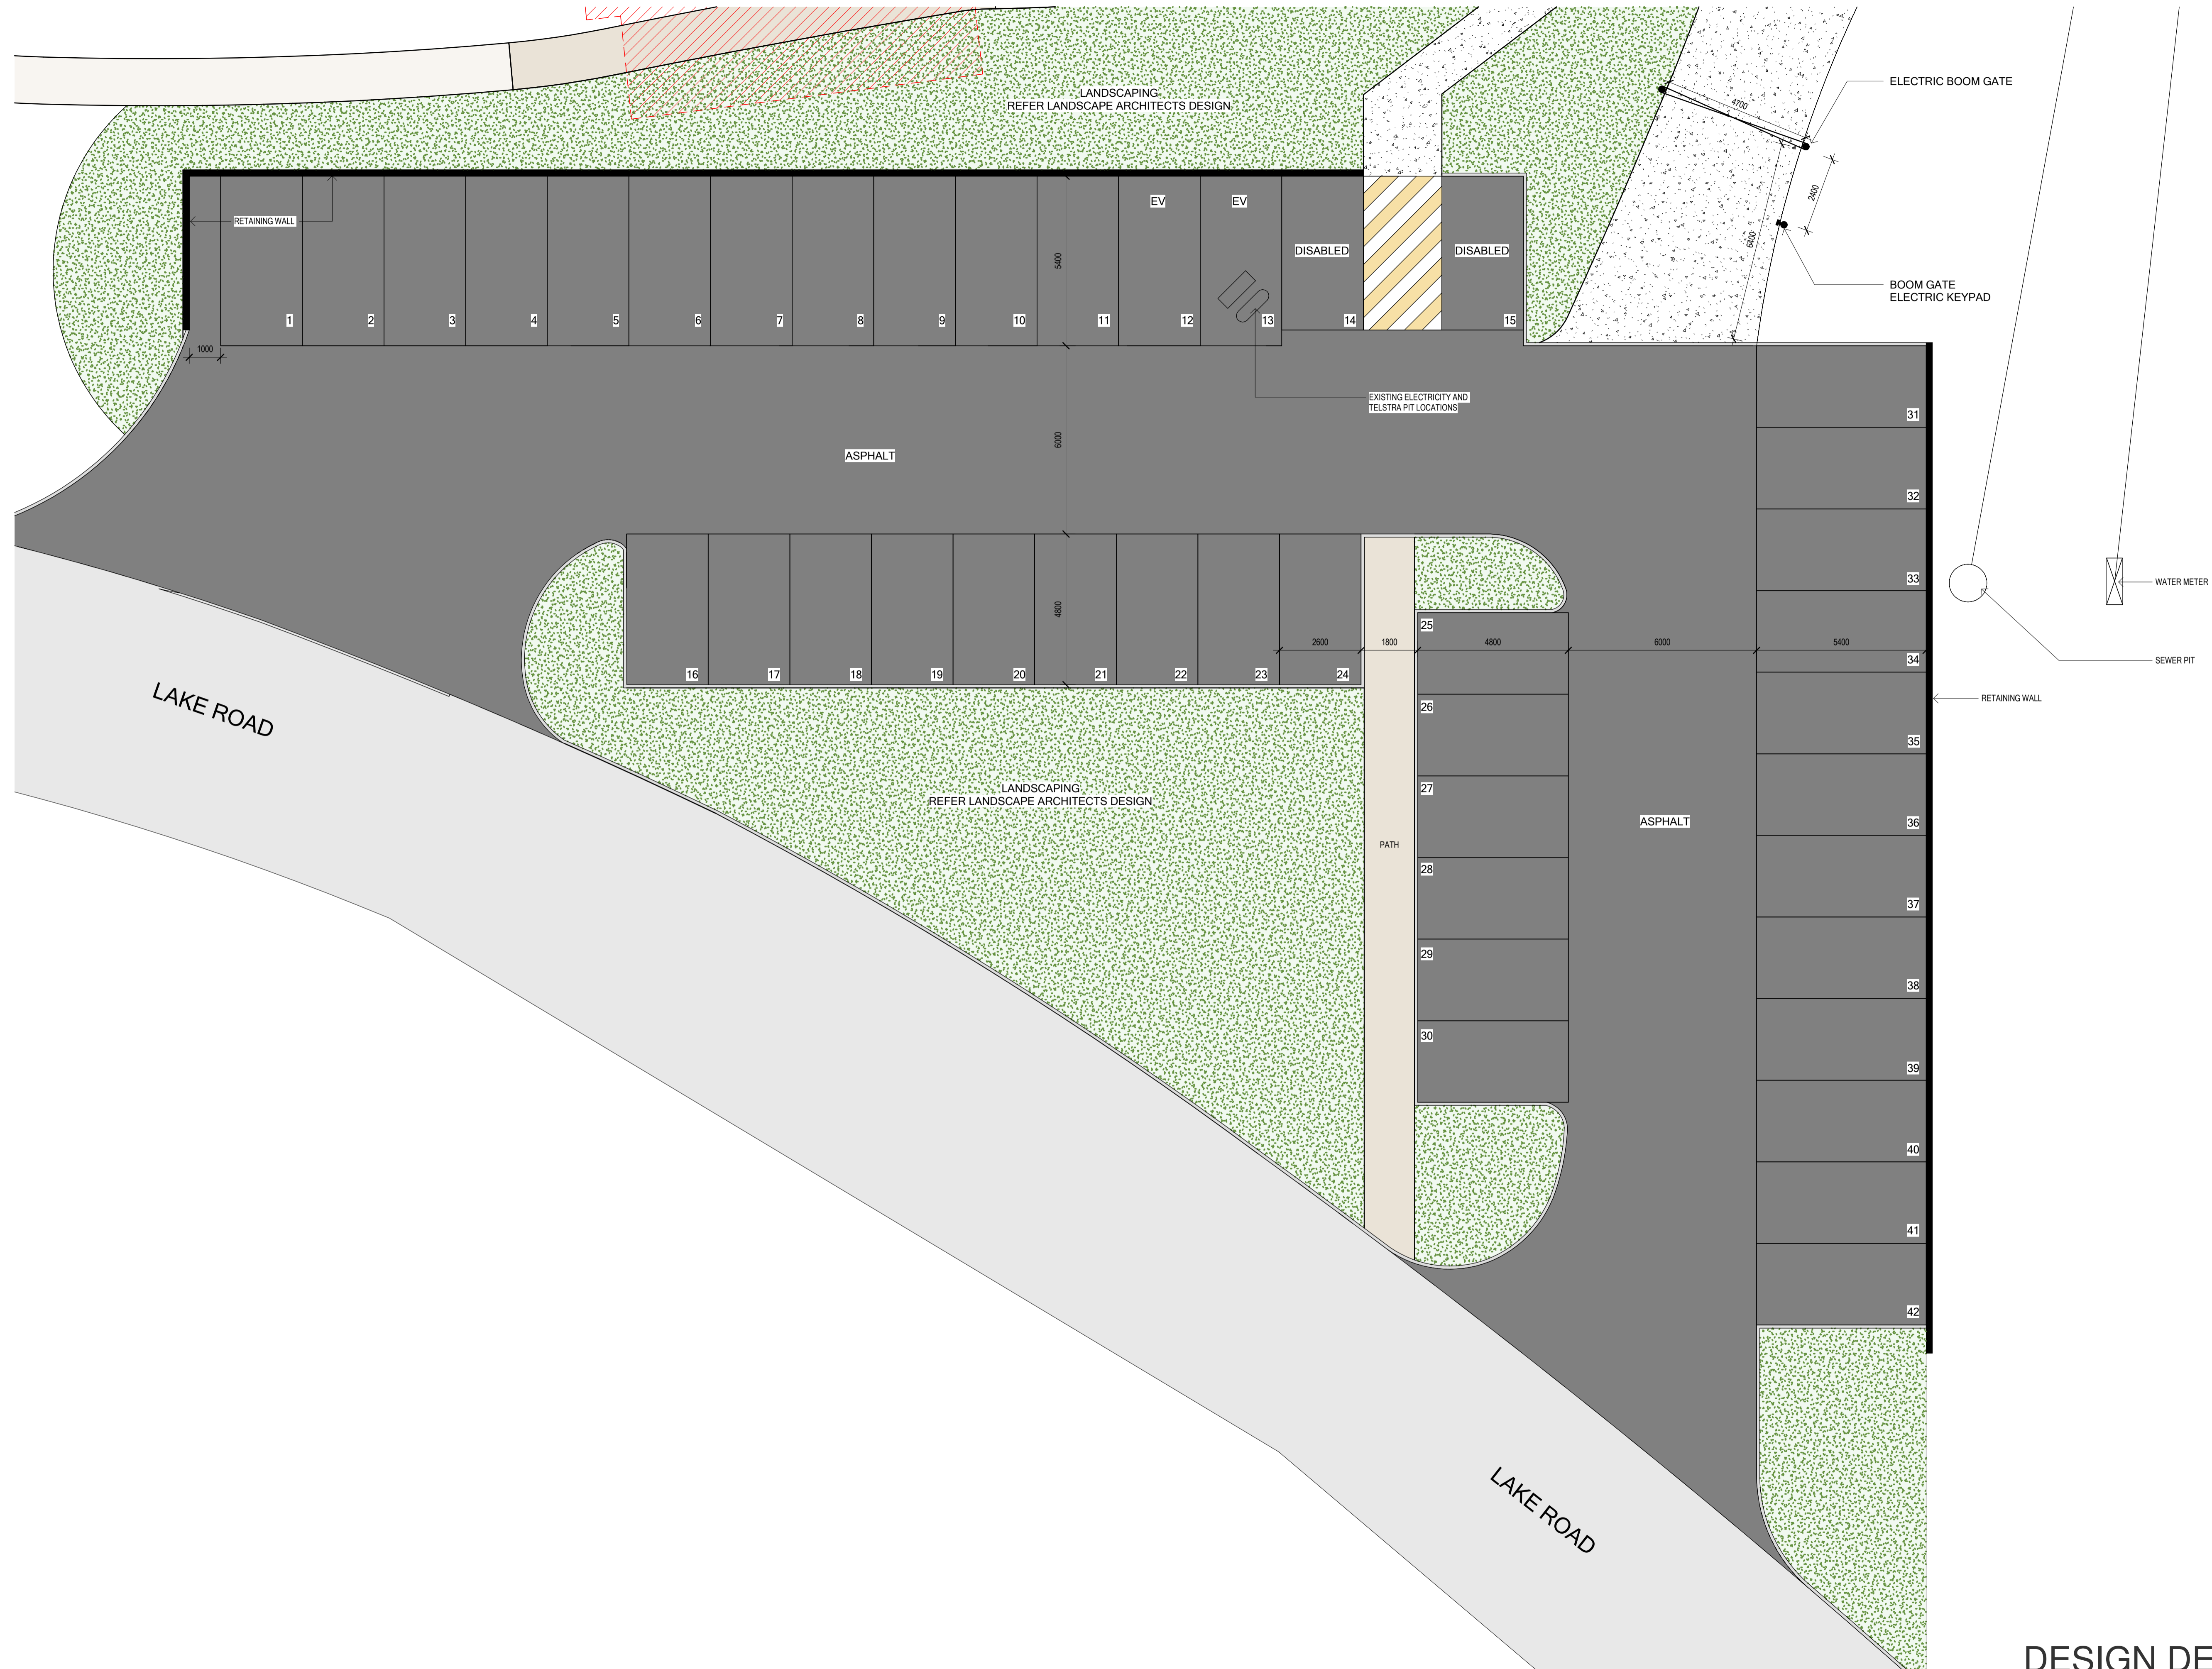 ELECTRIC BOOM GATE
LANDSCAPING
REFER LANDSCAPE ARCHITECTS DESIGN
4700
2400
6400
EV
EV
RETAINING WALL
DISABLED
DISABLED
5400
BOOM GATE
ELECTRIC KEYPAD
1
2
3
4
5
6
7
8
9
10
11
12
13
14
15
1000
EXISTING ELECTRICITY AND
TELSTRA PIT LOCATIONS
31
6000
ASPHALT
32
33
WATER METER
4800
25
2600
1800
4800
6000
5400
34
SEWER PIT
16
17
18
19
20
21
22
23
24
RETAINING WALL
LAKE ROAD
26
35
LANDSCAPING
REFER LANDSCAPE ARCHITECTS DESIGN
27
ASPHALT
36
PATH
28
37
29
38
30
39
40
41
42
LAKE ROAD
DESIGN DE